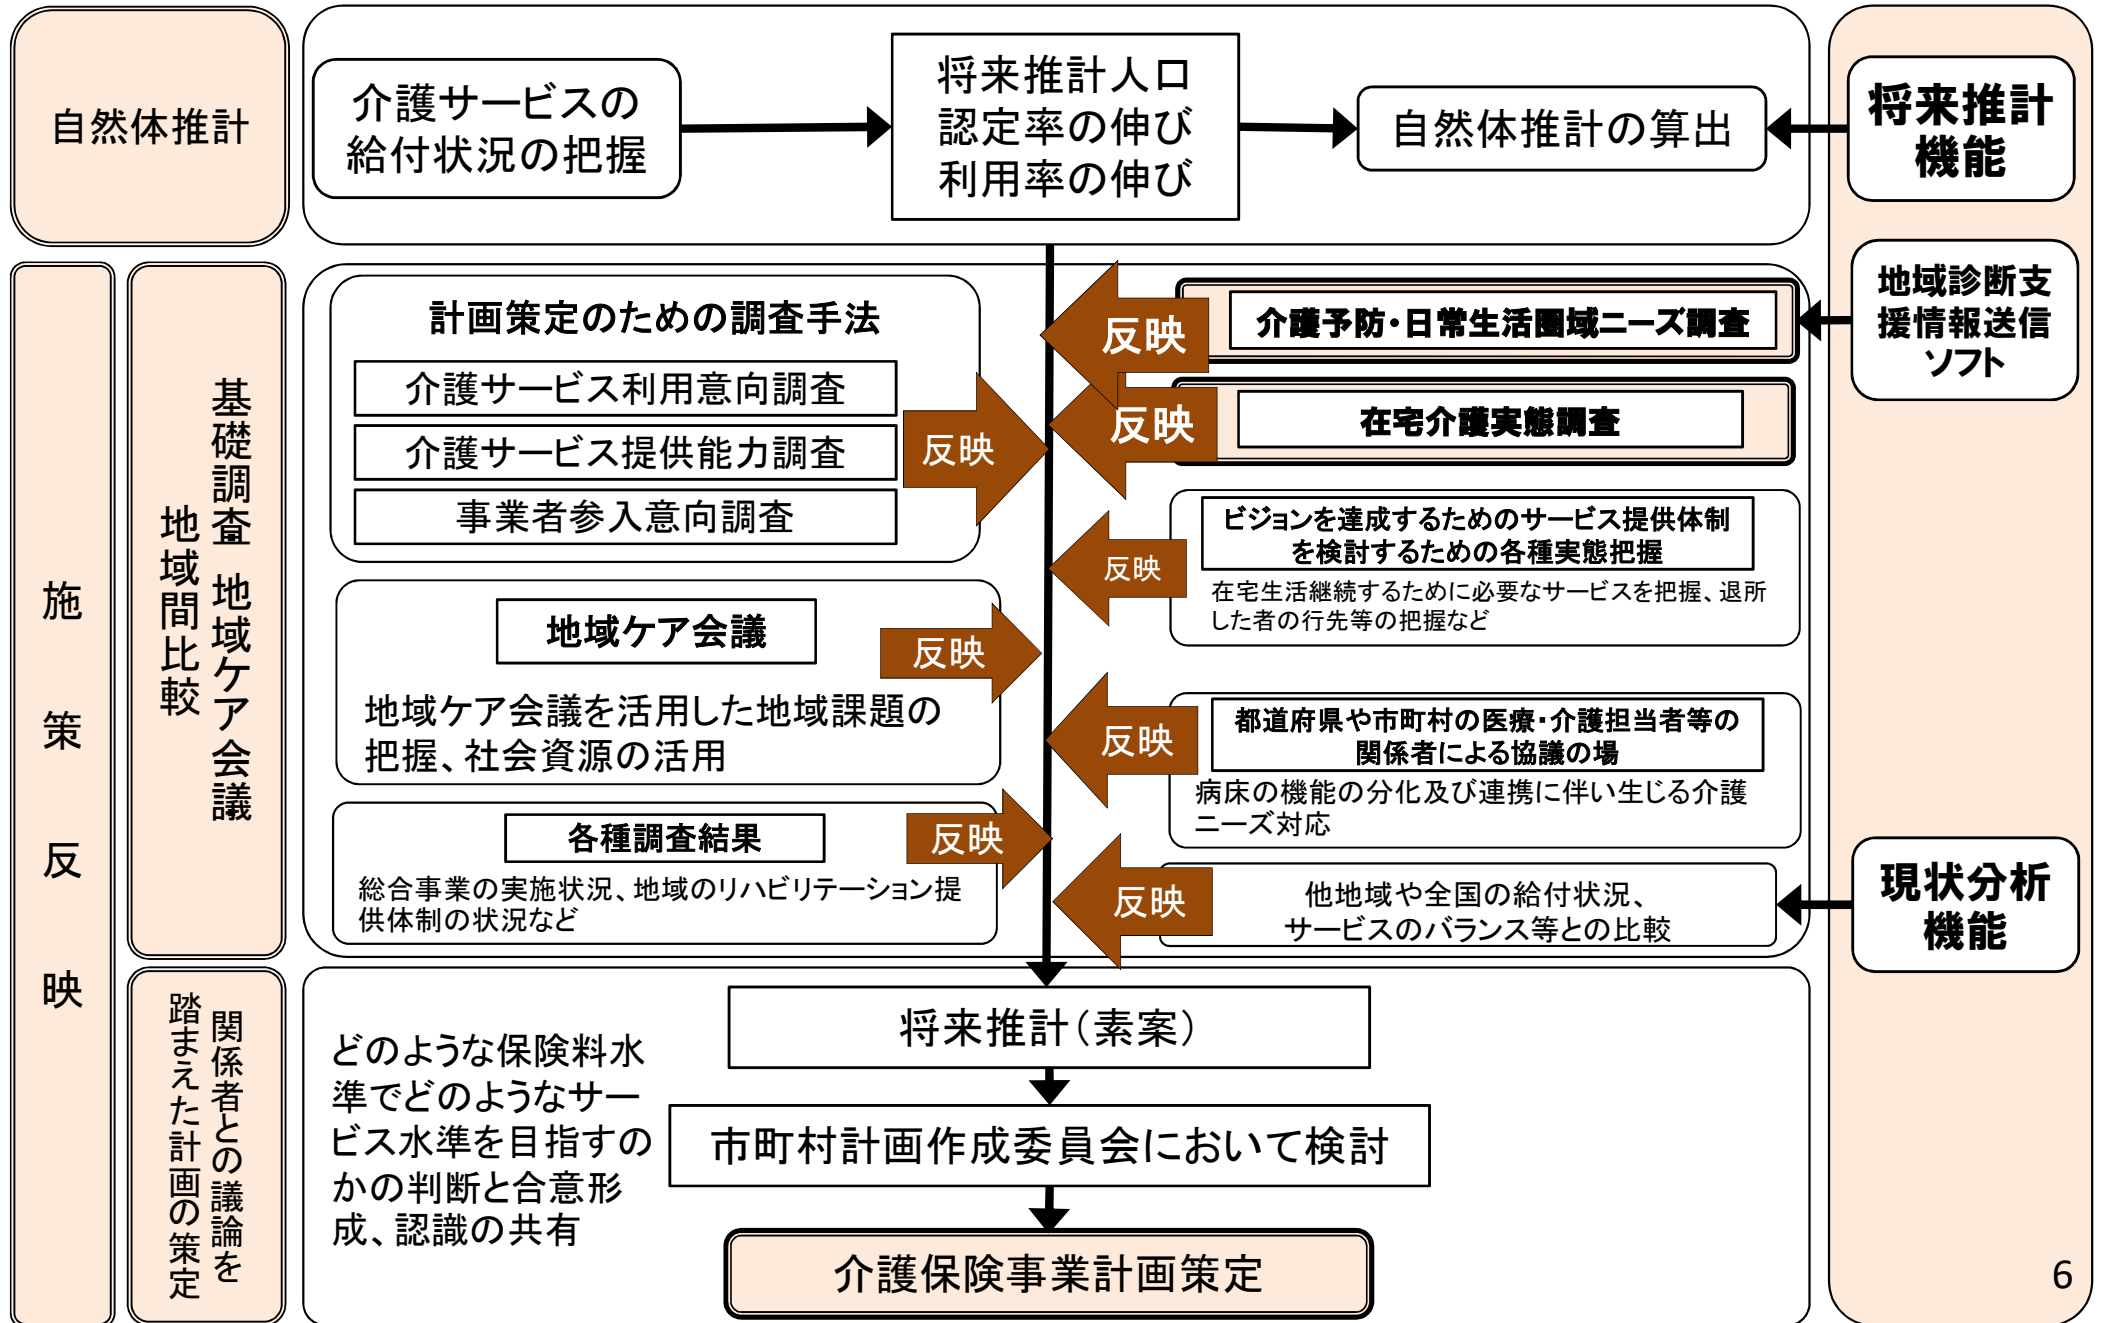 自然体推計
介護サービスの
給付状況の把握
将来推計人口
認定率の伸び
利用率の伸び
自然体推計の算出
将来推計
機能
施策反映
基礎調査 地域ケア会議
地域間比較
計画策定のための調査手法
介護サービス利用意向調査
介護サービス提供能力調査
事業者参入意向調査
反映
反映
介護予防・日常生活圏域ニーズ調査
地域診断支
援情報送信
ソフト
反映
在宅介護実態調査
反映
ビジョンを達成するためのサービス提供体制
を検討するための各種実態把握
在宅生活継続するために必要なサービスを把握、退所
した者の行先等の把握など
地域ケア会議
反映
地域ケア会議を活用した地域課題の
把握、社会資源の活用
反映
都道府県や市町村の医療・介護担当者等の
関係者による協議の場
病床の機能の分化及び連携に伴い生じる介護
ニーズ対応
各種調査結果
反映
総合事業の実施状況、地域のリハビリテーション提
供体制の状況など
反映
他地域や全国の給付状況、
サービスのバランス等との比較
現状分析
機能
関係者との議論を
踏まえた計画の策定
どのような保険料水
準でどのようなサー
ビス水準を目指すの
かの判断と合意形
成、認識の共有
将来推計(素案)
市町村計画作成委員会において検討
介護保険事業計画策定
6